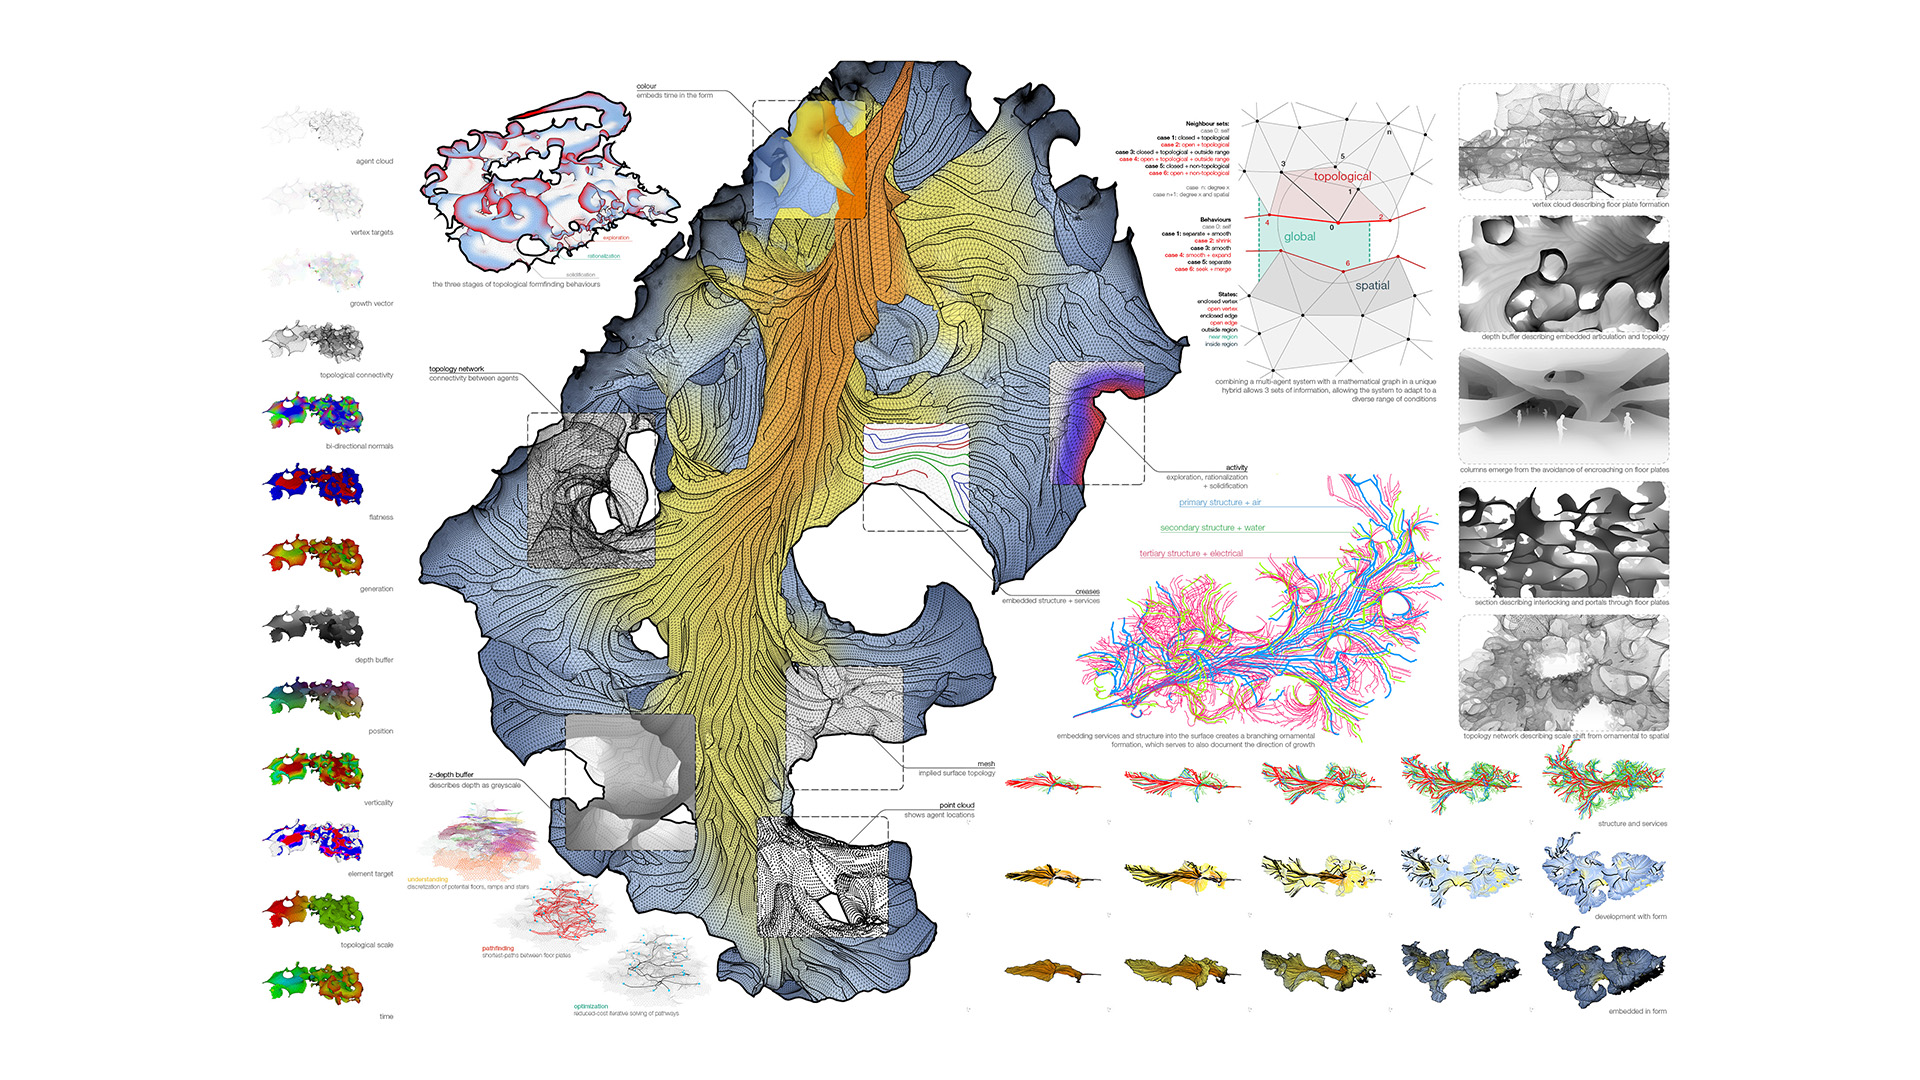 agent cloud
vertex targets
growth vector
topological connectivity
bi-directional normals
flatness
generation
depth buffer
position
verticality
element target
topological scale
time
exploration
rationalization
solidification
the three stages of topological formfinding behaviours
colour
embeds time in the form
topology network
connectivity between agents
z-depth buffer
describes depth as greyscale
understanding
discretization of potential floors, ramps and stairs
pathfinding
shortest-paths between floor plates
optimization
reduced-cost iterative solving of pathways
activity
exploration, rationalization
+ solidification
creases
embedded structure + services
mesh
implied surface topology
point cloud
shows agent locations
Neighbour sets:
case 0: self
case 1: closed + topological
case 2: open + topological
case 3: closed + topological + outside range
case 4: open + topological + outside range
case 5: closed + non-topological
case 6: open + non-topological
case n: degree x
case n+1: degree x and spatial
Behaviours
case 0: self
case 1: separate + smooth
case 2: shrink
case 3: smooth
case 4: smooth + expand
case 5: separate
case 6: seek + merge
States:
enclosed vertex
open vertex
enclosed edge
open edge
outside region
near region
inside region
n
3
5
topological
1
2
4
0
global
6
spatial
combining a multi-agent system with a mathematical graph in a unique
hybrid allows 3 sets of information, allowing the system to adapt to a
diverse range of conditions
primary structure + air
secondary structure + water
tertiary structure + electrical
embedding services and structure into the surface creates a branching ornamental
formation, which serves to also document the direction of growth
structure and services
development with form
embedded in form
vertex cloud describing floor plate formation
depth buffer describing embedded articulation and topology
columns emerge from the avoidance of encroaching on floor plates
section describing interlocking and portals through floor plates
topology network describing scale shift from ornamental to spatial